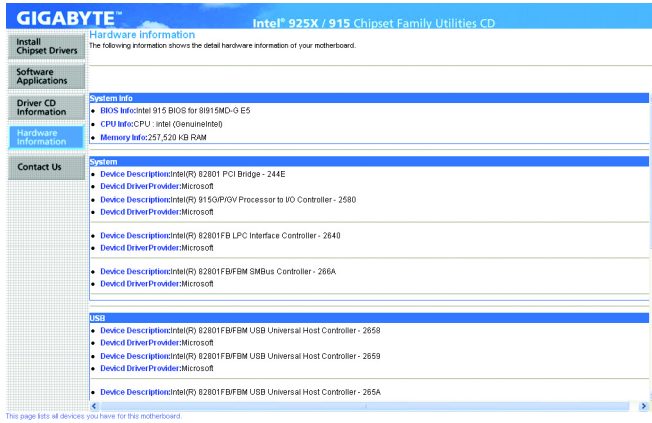 GIGABYTE™
Intel® 925X / 915 Chipset Family Utilities CD
Install
Chipset Drivers
Software
Applications
Driver CD
Information
Hardware
Information
Contact Us
Hardware information
The following information shows the detail hardware information of your motherboard.
System Info
• BIOS Info:Intel 915 BIOS for 8I915MD-G E5
• CPU Info:CPU : Intel (GenuineIntel)
• Memory Info:257,520 KB RAM
System
• Device Description:Intel(R) 82801 PCI Bridge - 244E
• Devicd DriverProvider:Microsoft
• Device Description:Intel(R) 915G/P/GV Processor to I/O Controller - 2580
• Devicd DriverProvider:Microsoft
• Device Description:Intel(R) 82801FB LPC Interface Controller - 2640
• Devicd DriverProvider:Microsoft
• Device Description:Intel(R) 82801FB/FBM SMBus Controller - 266A
• Devicd DriverProvider:Microsoft
USB
• Device Description:Intel(R) 82801FB/FBM USB Universal Host Controller - 2658
• Devicd DriverProvider:Microsoft
• Device Description:Intel(R) 82801FB/FBM USB Universal Host Controller - 2659
• Devicd DriverProvider:Microsoft
• Device Description:Intel(R) 82801FB/FBM USB Universal Host Controller - 265A
This page lists all devices you have for this motherboard.